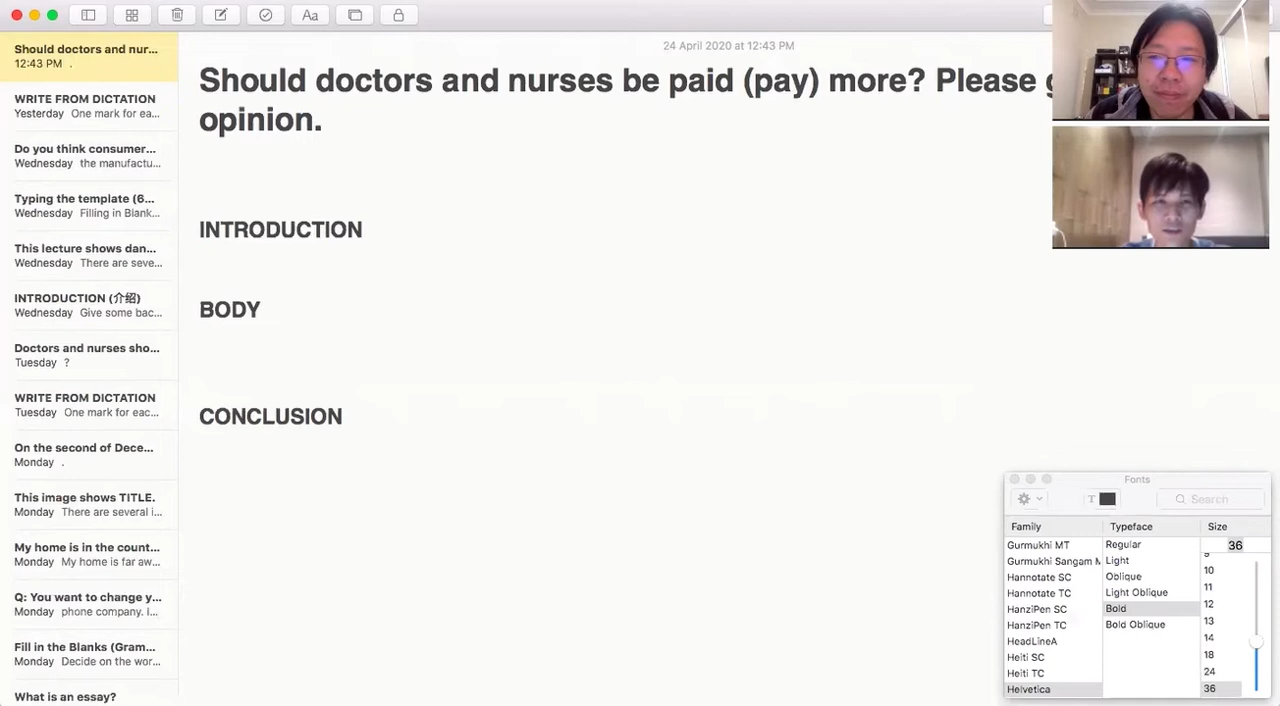 Aa
Should doctors and nur...
12:43 PM .
WRITE FROM DICTATION
Yesterday One mark for ea...
Do you think consumer...
Wednesday the manufactu...
Typing the template (6...
Wednesday Filling in Blank...
This lecture shows dan...
Wednesday There are seve...
INTRODUCTION (介绍)
Wednesday Give some bac...
Doctors and nurses sho...
Tuesday ?
WRITE FROM DICTATION
Tuesday One mark for each...
On the second of Dece...
Monday .
This image shows TITLE.
Monday There are several i...
My home is in the count...
Monday My home is far aw...
Q: You want to change y...
Monday phone company. I...
Fill in the Blanks (Gram...
Monday Decide on the wor...
What is an essay?
24 April 2020 at 12:43 PM
Should doctors and nurses be paid (pay) more? Please
opinion.
INTRODUCTION
BODY
CONCLUSION
Fonts
T
Search
Family Typeface Size
Gurmukhi MT Regular 36
Gurmukhi Sangam M Light 9
Hannotate SC Oblique 10
Hannotate TC Light Oblique 11
HanziPen SC Bold 12
HanziPen TC Bold Oblique 13
HeadLineA 14
Heiti SC 18
Heiti TC 24
Helvetica 36